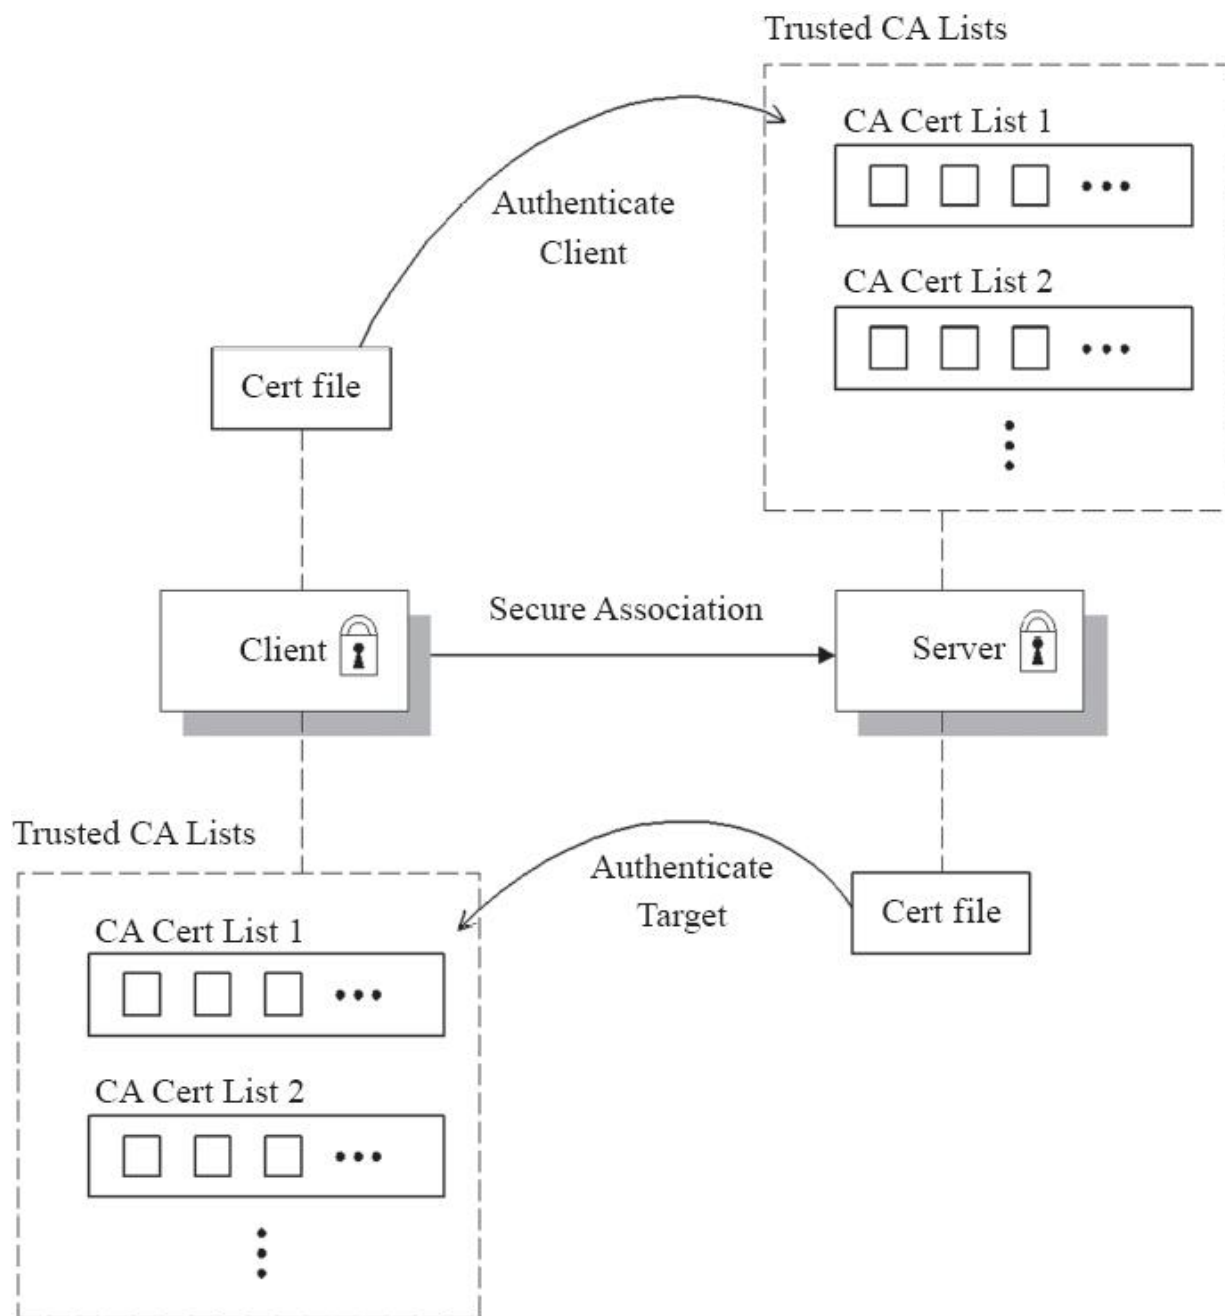 Trusted CA Lists
CA Cert List 1
Authenticate
Client
CA Cert List 2
Cert file
Secure Association
Client
Server
Trusted CA Lists
Authenticate
Target
Cert file
CA Cert List 1
CA Cert List 2